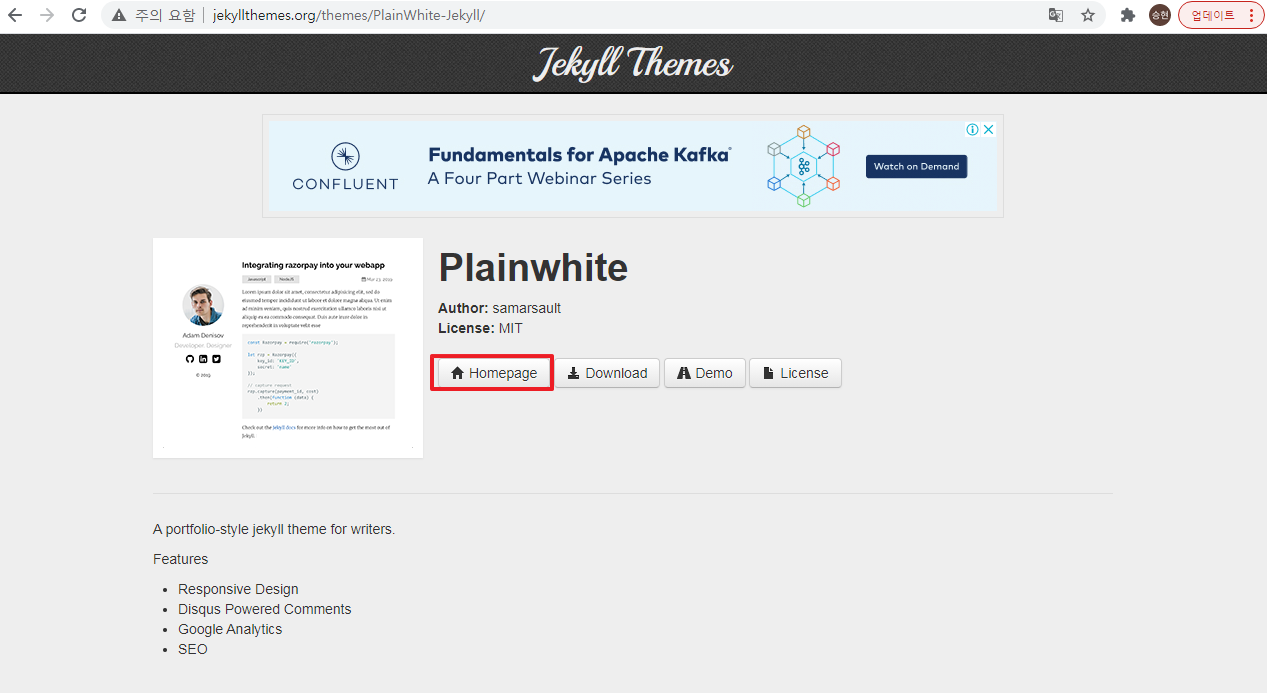 주의 요함 jekyllthemes.org/themes/PlainWhite-Jekyll/ 승현 업데이트
Jekyll Themes
CONFLUENT
Fundamentals for Apache Kafka®
A Four Part Webinar Series
Watch on Demand
Integrating razorpay into your webapp
Javascript NodeJS Mar 23, 2019
Lorem ipsum dolor sit amet, consectetur adipiscing elit, sed do
eiusmod tempor incididunt ut labore et dolore magna aliqua. Ut enim
ad minim veniam, quis nostrud exercitation ullamco laboris nisi ut
aliquip ex ea commodo consequat. Duis aute irure dolor in
reprehenderit in voluptate velit esse
const Razorpay = require("razorpay");
let rzp = Razorpay({
key_id: 'KEY_ID',
secret: 'name'
});
// capture request
rzp.capture(payment_id, cost)
.then(function (data) {
return ;
})
Check out the Jekyll docs for more info on how to get the most out of
Jekyll.
Adam Denisov
Developer Designer
© 2019
Plainwhite
Author: samarsault
License: MIT
Homepage Download Demo License
A portfolio-style jekyll theme for writers.
Features
Responsive Design
Disqus Powered Comments
Google Analytics
SEO